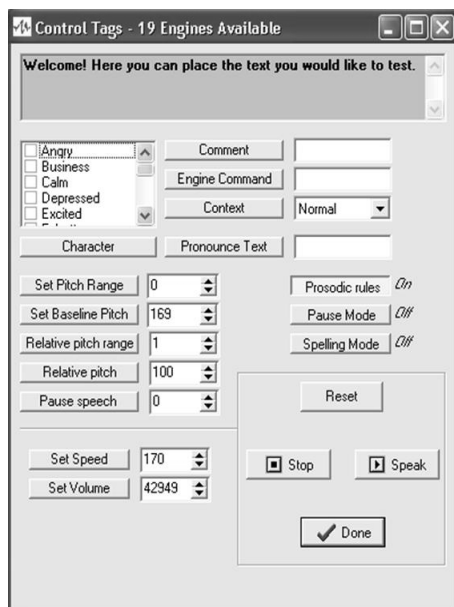 Control Tags - 19 Engines Available
Welcome! Here you can place the text you would like to test.
Angry
Business
Calm
Depressed
Excited
Comment
Engine Command
Context Normal
Character
Pronounce Text
Set Pitch Range 0
Set Baseline Pitch 169
Relative pitch range 1
Relative pitch 100
Pause speech 0
Prosodic rules On
Pause Mode Off
Spelling Mode Off
Set Speed 170
Set Volume 42949
Reset
Stop
Speak
Done